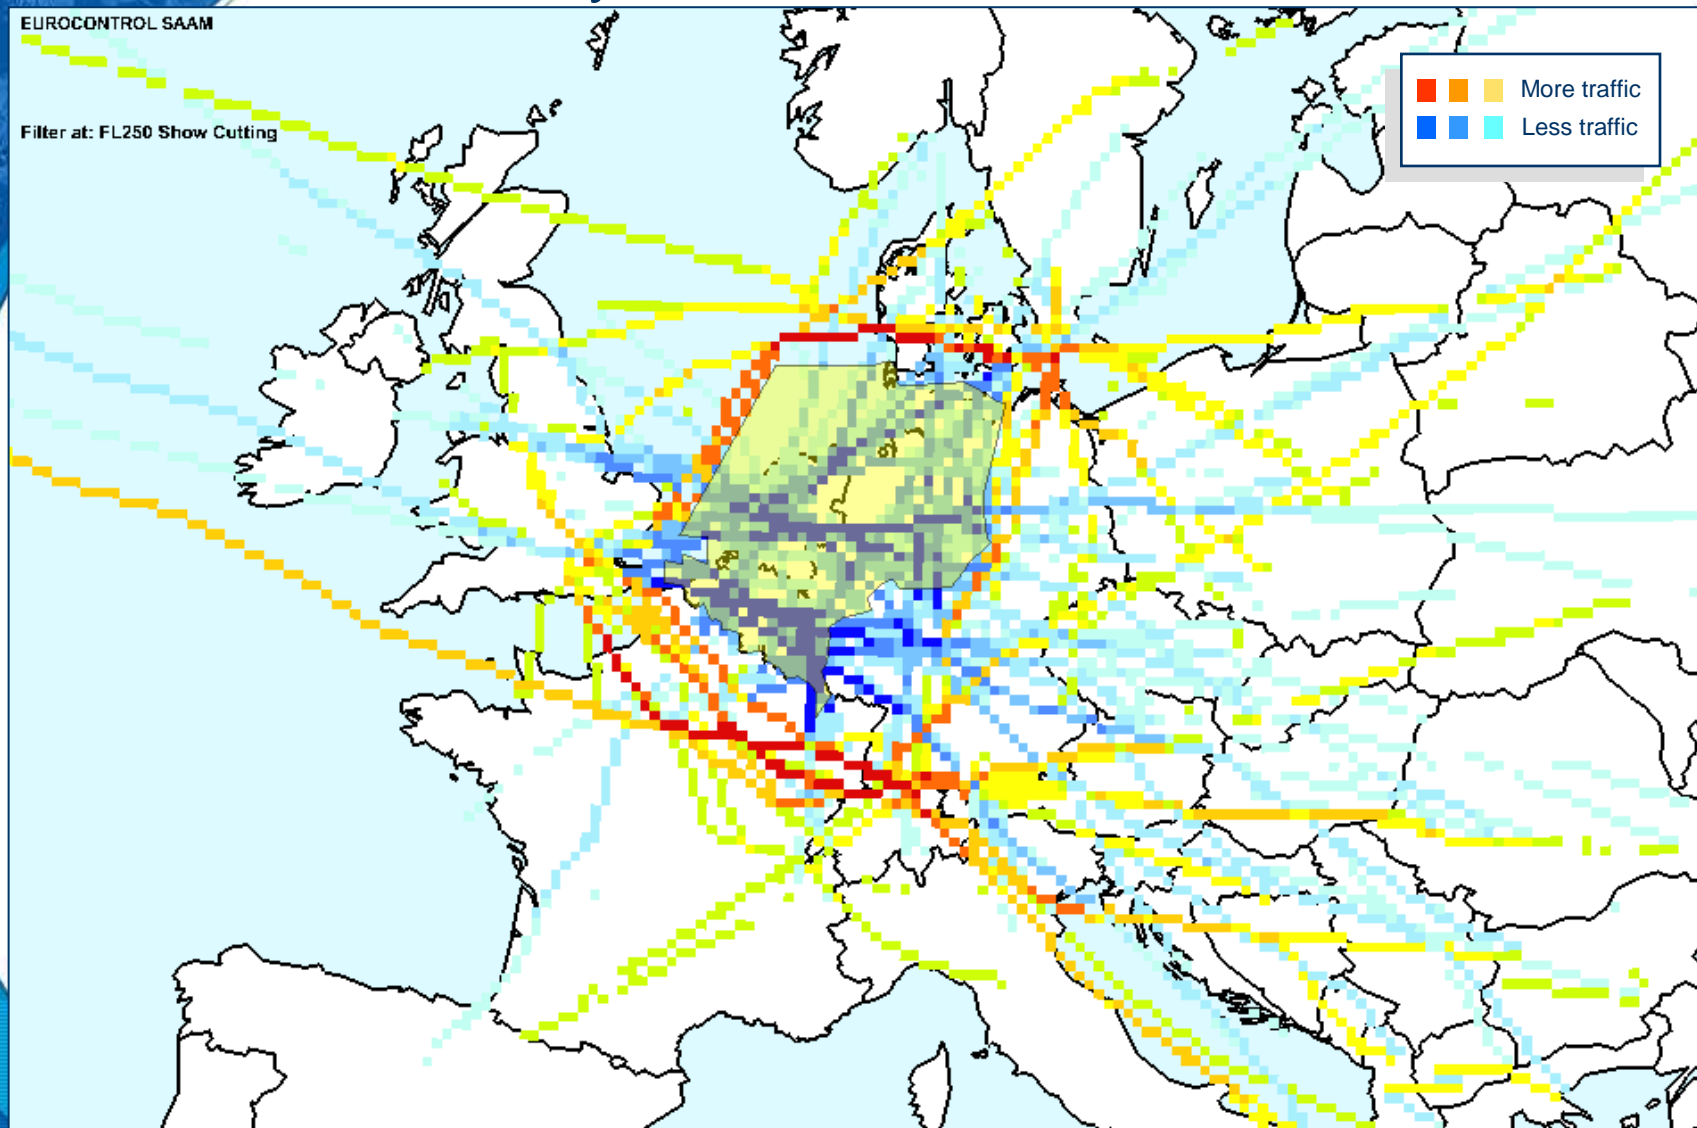 EUROCONTROL SAAM
Filter at: FL250 Show Cutting
More traffic
Less traffic